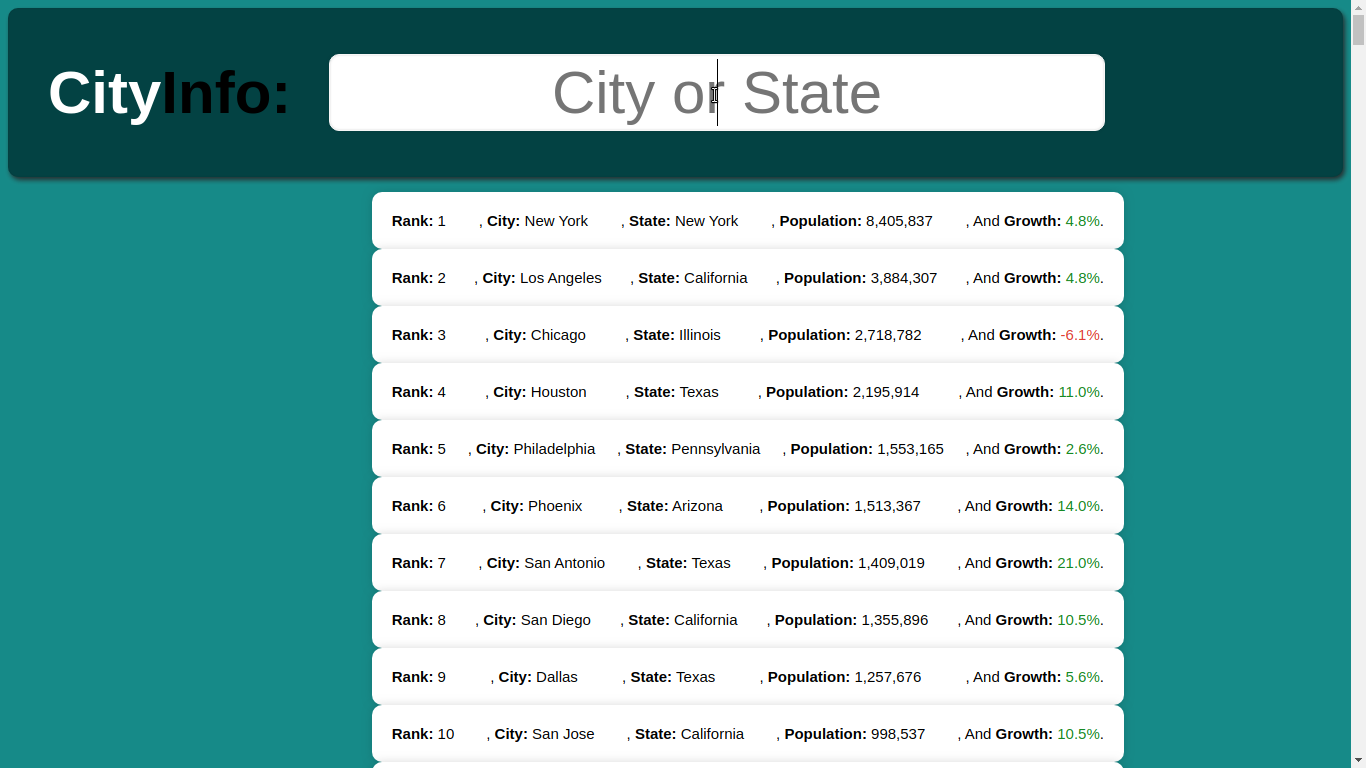 CityInfo: City or State
Rank: 1 , City: New York , State: New York , Population: 8,405,837 , And Growth: 4.8%.
Rank: 2 , City: Los Angeles , State: California , Population: 3,884,307 , And Growth: 4.8%.
Rank: 3 , City: Chicago , State: Illinois , Population: 2,718,782 , And Growth: -6.1%.
Rank: 4 , City: Houston , State: Texas , Population: 2,195,914 , And Growth: 11.0%.
Rank: 5 , City: Philadelphia , State: Pennsylvania , Population: 1,553,165 , And Growth: 2.6%.
Rank: 6 , City: Phoenix , State: Arizona , Population: 1,513,367 , And Growth: 14.0%.
Rank: 7 , City: San Antonio , State: Texas , Population: 1,409,019 , And Growth: 21.0%.
Rank: 8 , City: San Diego , State: California , Population: 1,355,896 , And Growth: 10.5%.
Rank: 9 , City: Dallas , State: Texas , Population: 1,257,676 , And Growth: 5.6%.
Rank: 10 , City: San Jose , State: California , Population: 998,537 , And Growth: 10.5%.